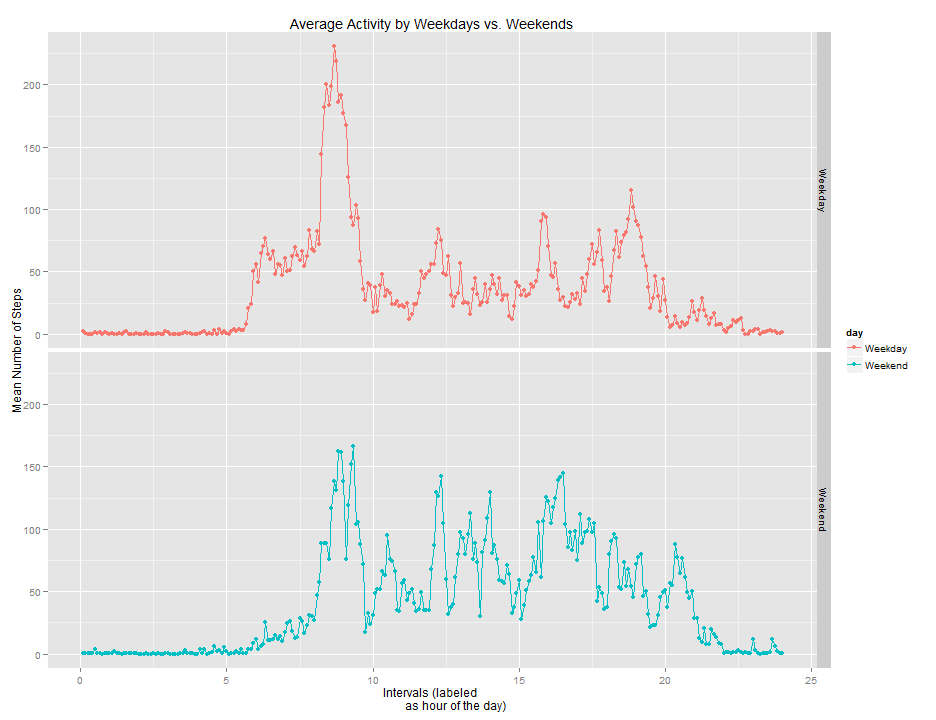 Average Activity by Weekdays vs. Weekends
Mean Number of Steps
200
150
100
50
0
Weekday
200
150
100
50
0
Weekend
0 5 10 15 20 25
Intervals (labeled
as hour of the day)
day
Weekday
Weekend